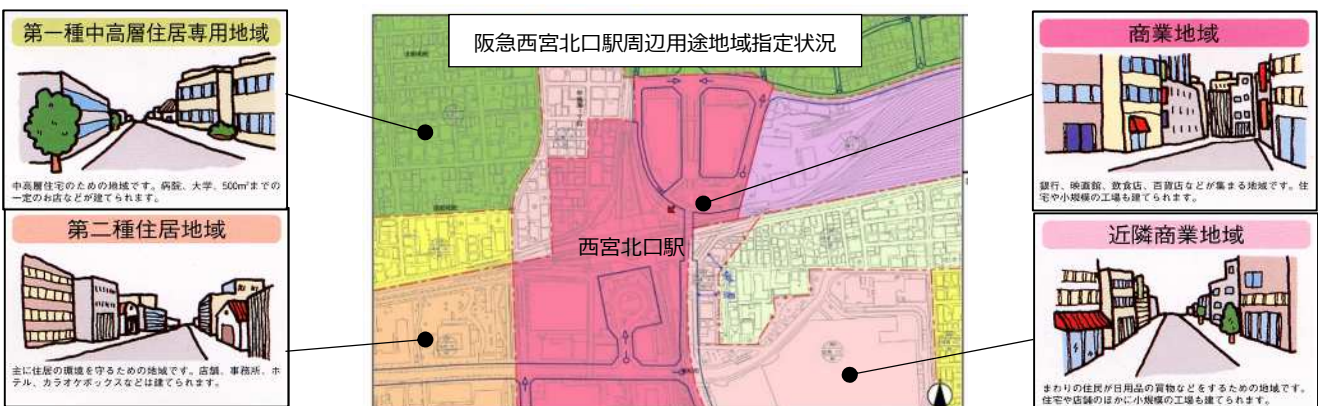 第一種中高層住居専用地域
中高層住宅のための地域です。病院、大学、500m²までの
一定のお店などが建てられます。
第二種住居地域
主に住居の環境を守るための地域です。店舗、事務所、ホ
テル、カラオケボックスなどは建てられます。
阪急西宮北口駅周辺用途地域指定状況
西宮北口駅
商業地域
銀行、映画館、飲食店、百貨店などが集まる地域です。住
宅や小規模の工場も建てられます。
近隣商業地域
まわりの住民が日用品の買物などをするための地域です。
住宅や店舗のほかに小規模の工場も建てられます。